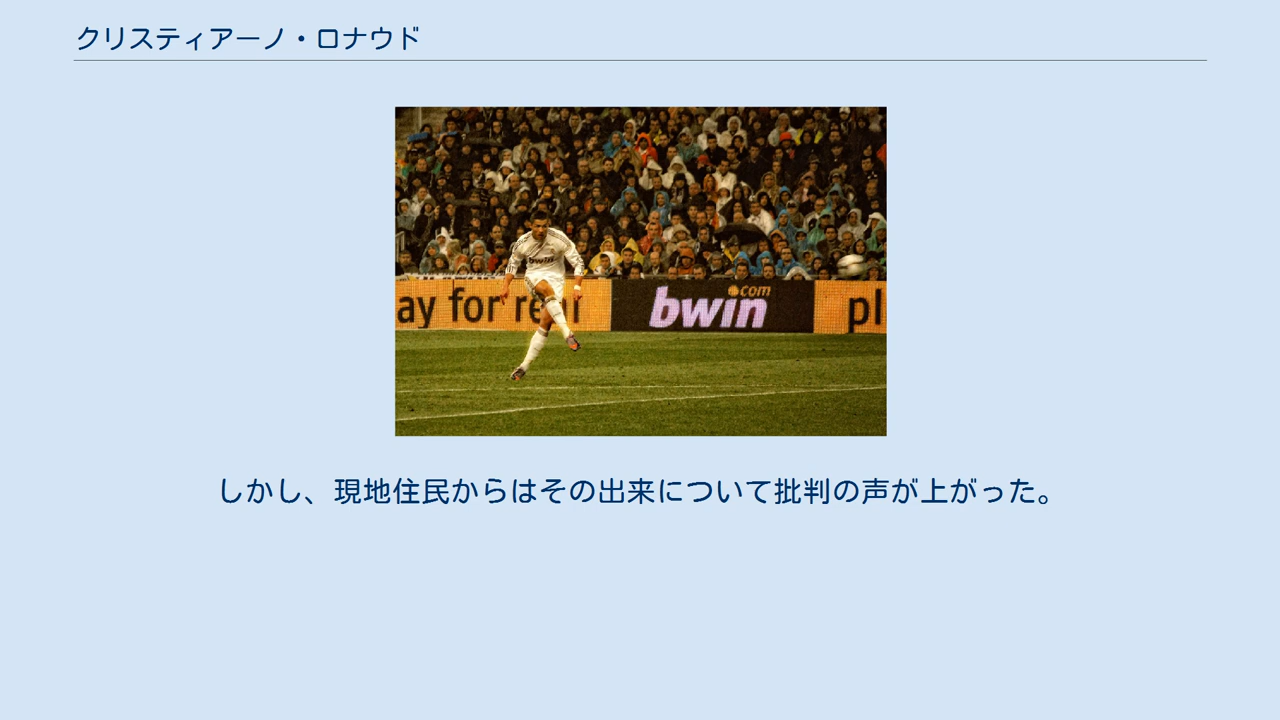 クリスティアーノ・ロナウド
bwin
ay for real
bwin.com
pl
しかし、現地住民からはその出来について批判の声が上がった。